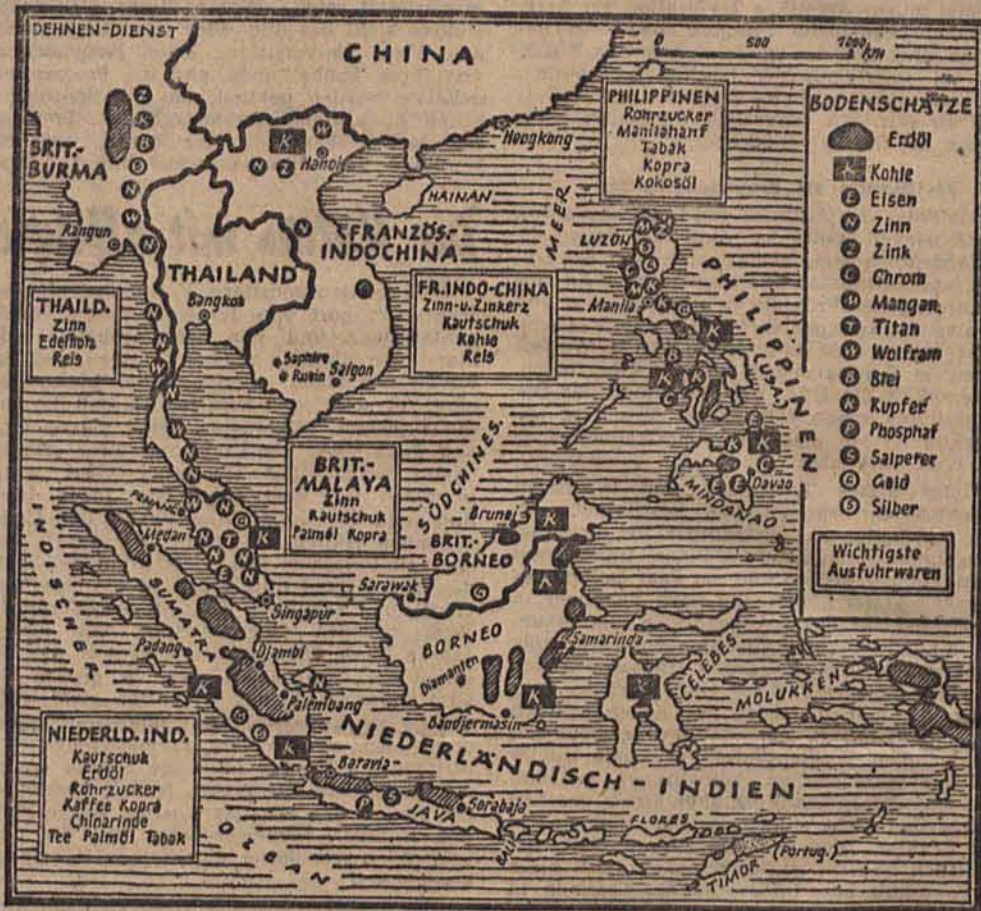 DEHNEN-DIENST
CHINA
0 500 1000 KM
BRIT.-
BURMA
Rangun
Hanoi
Hongkong
HAINAN
FRANZÖS.-
INDOCHINA
THAILAND
Bangkok
Saphire
Rubin
Saigon
THAILD.
Zinn
Edelholz
Reis
FR. INDO-CHINA
Zinn-u. Zinkerz
Kautschuk
Kohle
Reis
PHILIPPINEN
Rohrzucker
Manilahanf
Tabak
Kopra
Kokosöl
BODENSCHÄTZE
Erdöl
K Kohle
E Eisen
N Zinn
Z Zink
C Chrom
M Mangan
T Titan
W Wolfram
B Blei
K Kupfer
P Phosphat
S Salpeter
G Gold
S Silber
Wichtigste
Ausfuhrwaren
LUZON
Manila
PHILIPPINEN
(USA.)
MINDANAO
Davao
SÜDCHINES. MEER
BRIT.-
MALAYA
Zinn
Kautschuk
Palmöl Kopra
PENANG
Medan
Singapur
SUMATRA
Padang
Djambi
Palembang
INDISCHER
OZEAN
Brunei
BRIT.-
BORNEO
Sarawak
BORNEO
Diamanten
Samarinda
Bandjermasin
CELEBES
MOLUKKEN
NIEDERLÄNDISCH-INDIEN
NIEDERLD. IND.
Kautschuk
Erdöl
Rohrzucker
Kaffee Kopra
Chinarinde
Tee Palmöl Tabak
Batavia
JAVA
Sorabaja
BALI
FLORES
TIMOR
(Portug.)